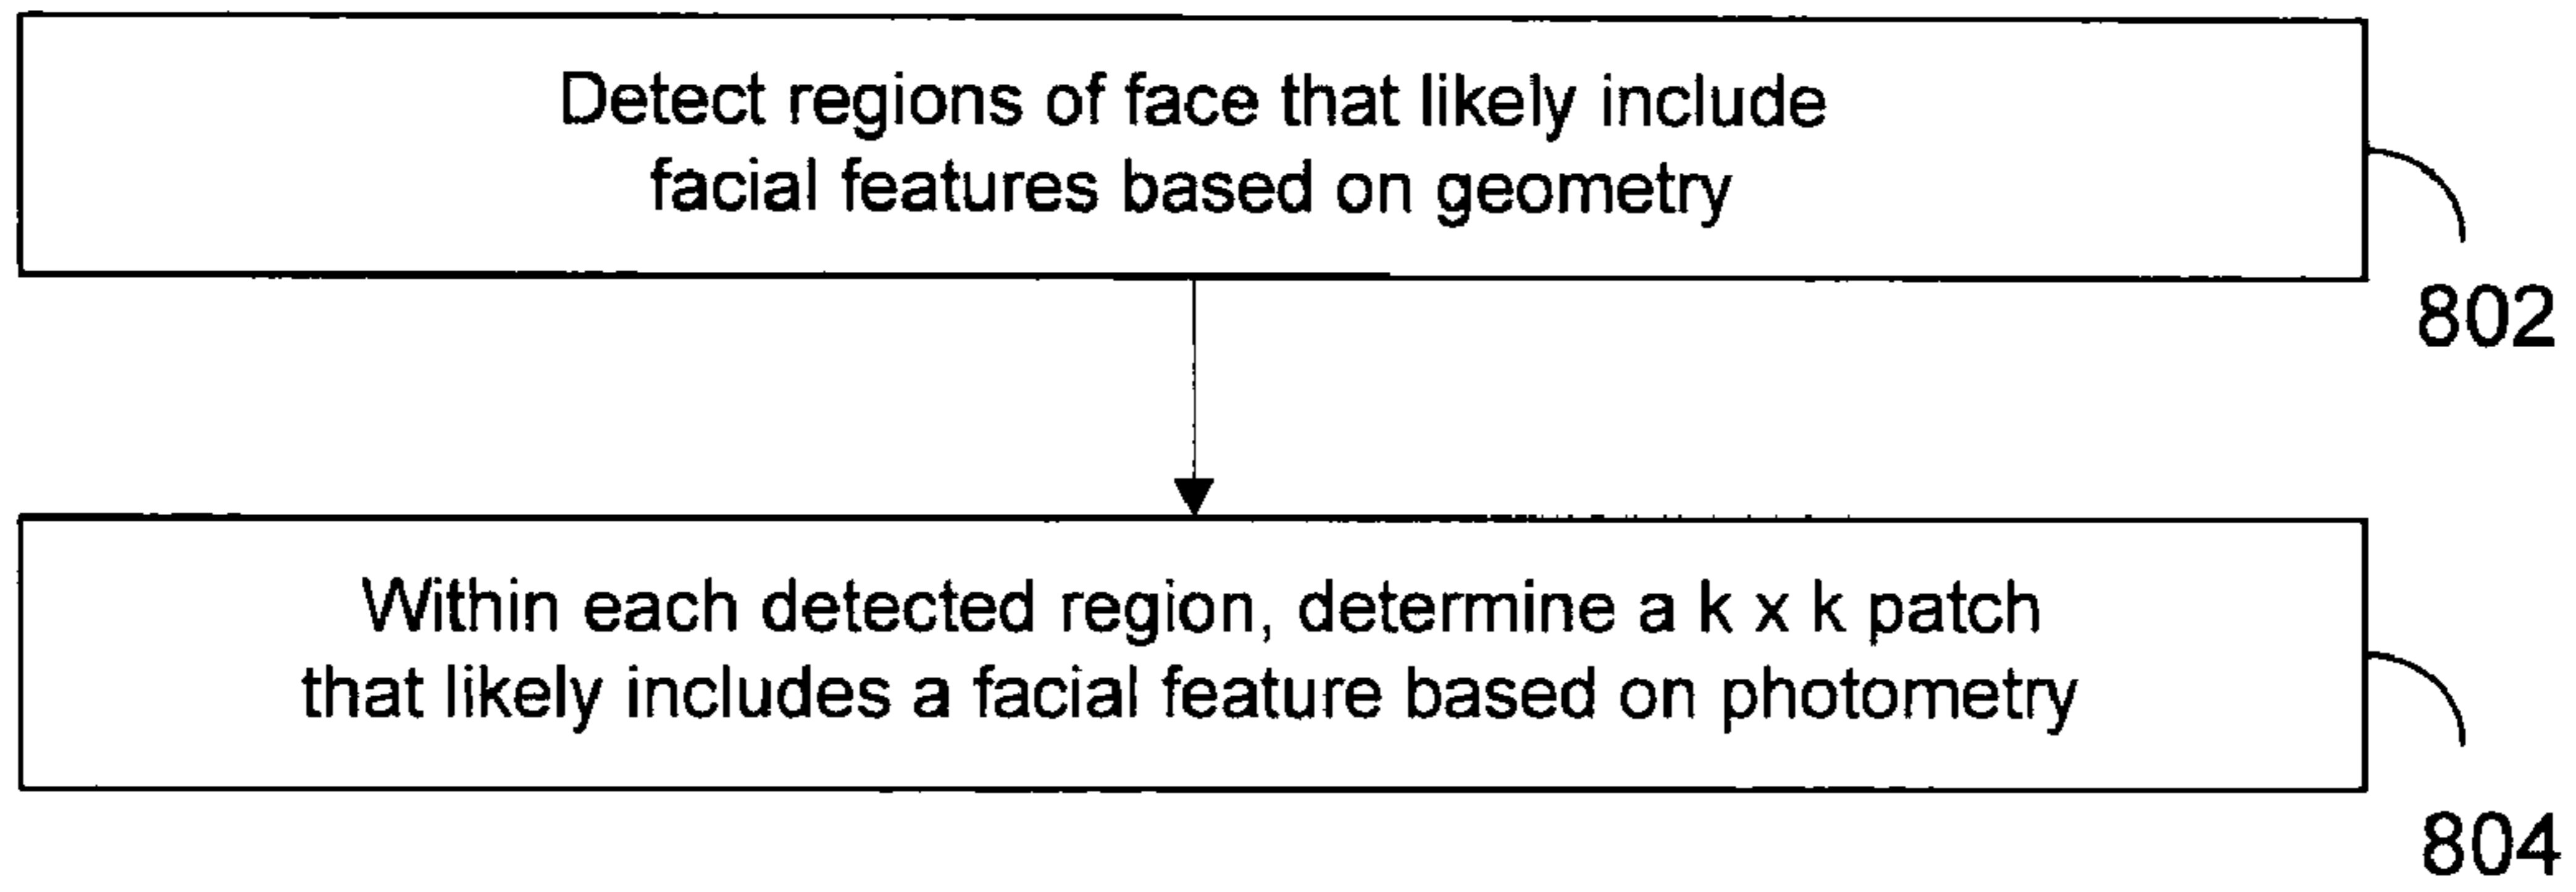 Detect regions of face that likely include
facial features based on geometry
802
Within each detected region, determine a k x k patch
that likely includes a facial feature based on photometry
804